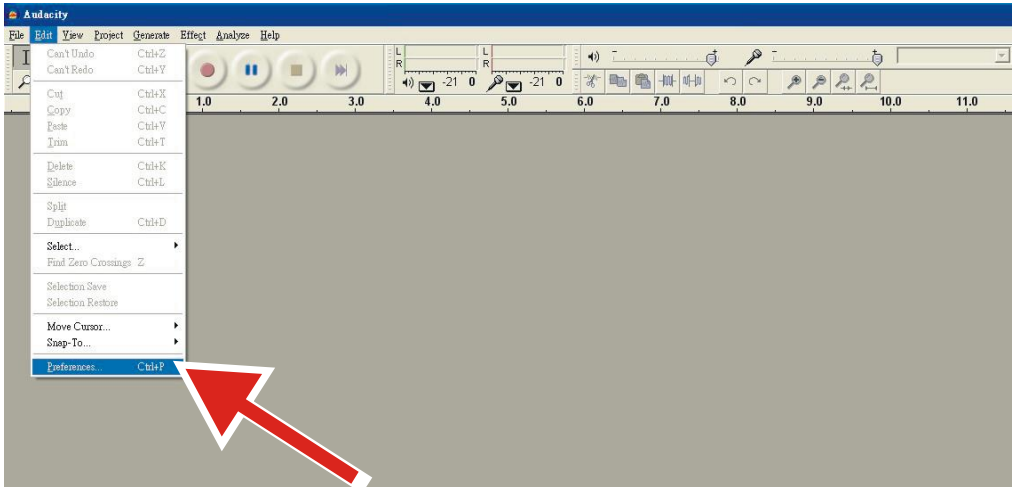 Audacity
File Edit View Project Generate Effect Analyze Help
Can't Undo Ctrl+Z
Can't Redo Ctrl+Y
Cut Ctrl+X
Copy Ctrl+C
Paste Ctrl+V
Trim Ctrl+T
Delete Ctrl+K
Silence Ctrl+L
Split
Duplicate Ctrl+D
Select...
Find Zero Crossings Z
Selection Save
Selection Restore
Move Cursor...
Snap-To...
Preferences... Ctrl+P
L
R
L
R
-21 0 -21 0
1.0 2.0 3.0 4.0 5.0 6.0 7.0 8.0 9.0 10.0 11.0